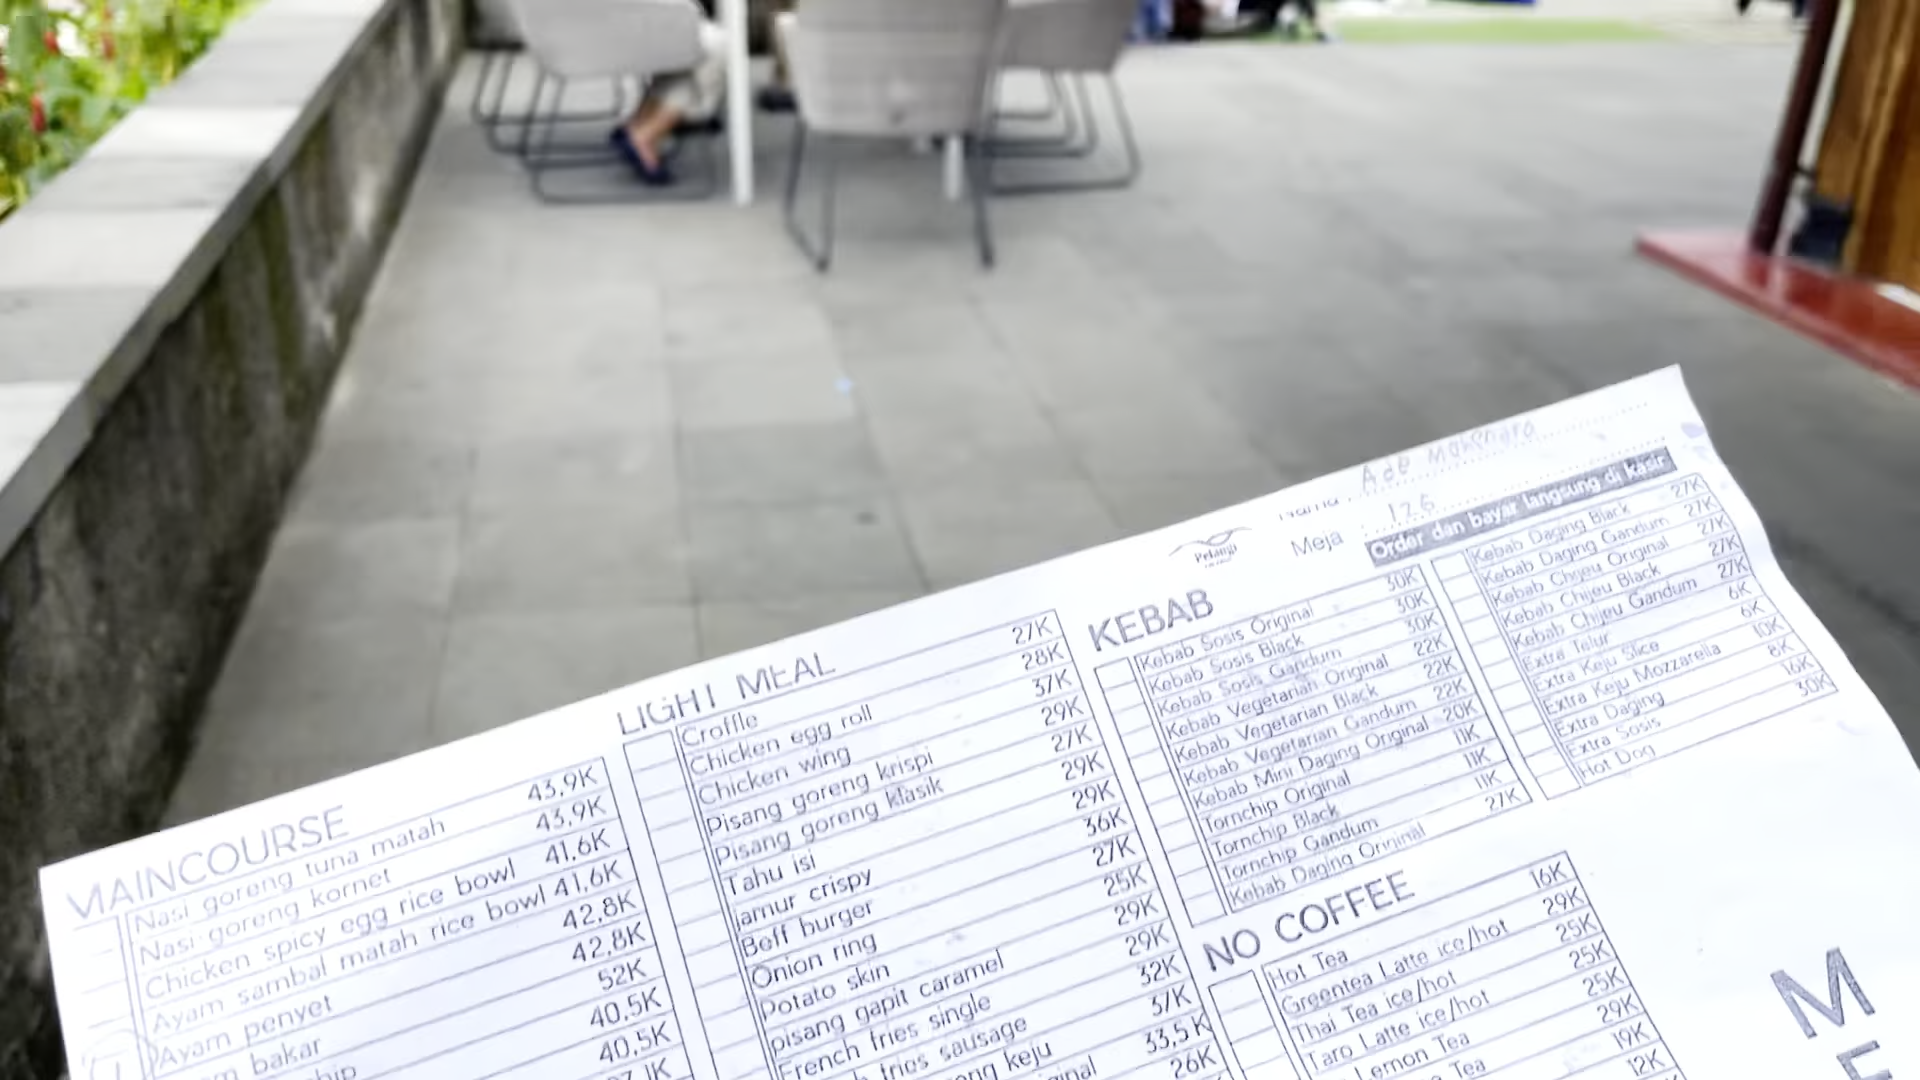 Ade Mahendra
Meja : 126
Pelangi
Order dan bayar langsung di kasir
MAINCOURSE
Nasi goreng tuna matah 43,9K
Nasi goreng kornet 43,9K
Chicken spicy egg rice bowl 41,6K
Ayam sambal matah rice bowl 41,6K
Ayam penyet 42,8K
bakar 42,8K
52K
40,5K
40,5K
LIGHT MEAL
Croffle 27K
Chicken egg roll 28K
Chicken wing 37K
Pisang goreng krispi 29K
Pisang goreng klasik 27K
Tahu isi 29K
Jamur crispy 29K
Beff burger 36K
Onion ring 27K
Potato skin 25K
pisang gapit caramel 29K
French fries single 29K
fries sausage 32K
keju 37K
33,5K
26K
KEBAB
Kebab Sosis Original 30K
Kebab Sosis Black 30K
Kebab Sosis Gandum 30K
Kebab Vegetarian Original 22K
Kebab Vegetarian Black 22K
Kebab Vegetarian Gandum 22K
Kebab Mini Daging Original 20K
Tornchip Original 11K
Tornchip Black 11K
Tornchip Gandum 11K
Kebab Daging Original 27K
Kebab Daging Black 27K
Kebab Daging Gandum 27K
Kebab Chijeu Original 27K
Kebab Chijeu Black 27K
Kebab Chijeu Gandum 27K
Extra Telur 6K
Extra Keju Slice 6K
Extra Keju Mozzarella 10K
Extra Daging 8K
Extra Sosis 16K
Hot Dog 30K
NO COFFEE
Hot Tea 16K
Greentea Latte ice/hot 29K
Thai Tea ice/hot 25K
Taro Latte ice/hot 25K
Lemon Tea 25K
Tea 29K
19K
12K
M